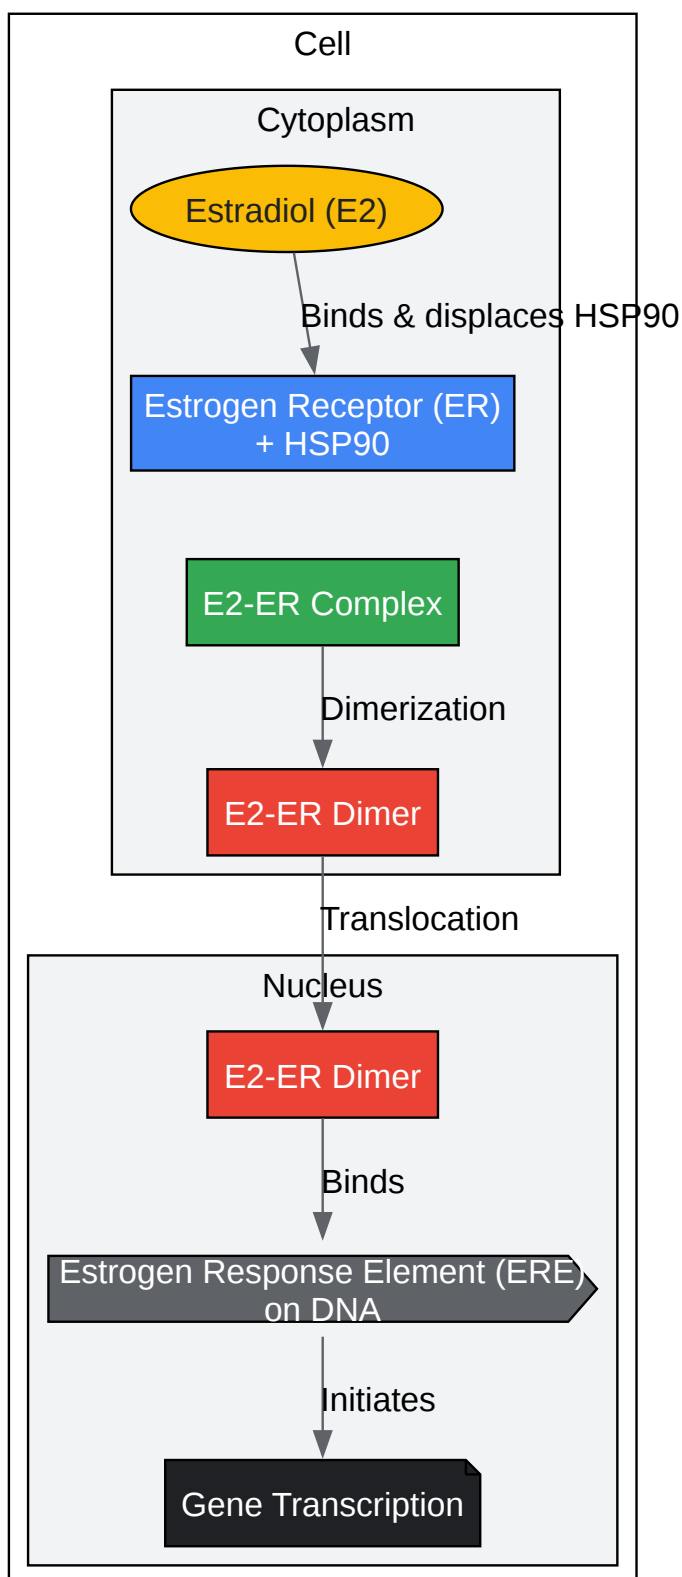 Cell
Cytoplasm
Estradiol (E2)
Binds & displaces HSP90
Estrogen Receptor (ER)
+ HSP90
E2-ER Complex
Dimerization
E2-ER Dimer
Translocation
Nucleus
E2-ER Dimer
Binds
Estrogen Response Element (ERE)
on DNA
Initiates
Gene Transcription